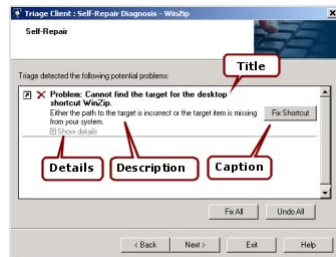 Triage Client : Self-Repair Diagnosis - WinZip
Self-Repair
Triage detected the following potential problems:
Title
Problem: Cannot find the target for the desktop
shortcut WinZip.
Either the path to the target is incorrect or the target item is missing
from your system.
Fix Shortcut
Show details
Details
Description
Caption
Fix All
Undo All
< Back
Next >
Exit
Help